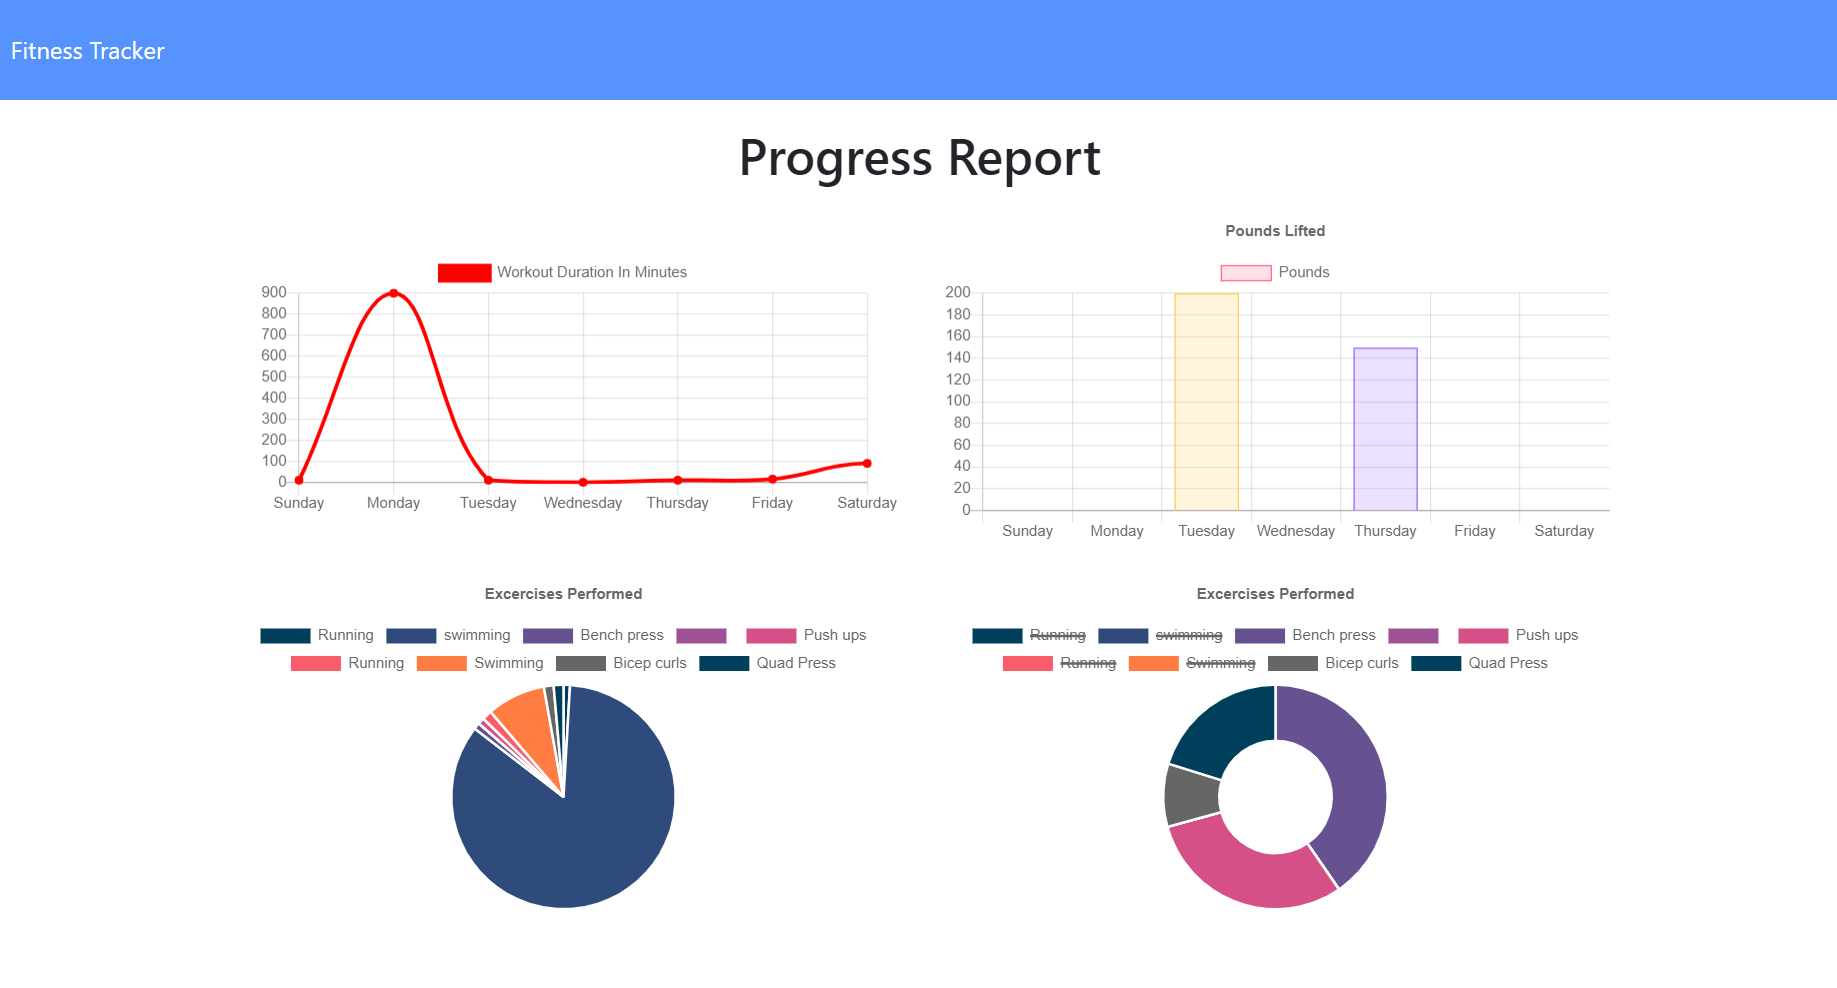 Fitness Tracker
Progress Report
Workout Duration In Minutes
900
800
700
600
500
400
300
200
100
0
Sunday Monday Tuesday Wednesday Thursday Friday Saturday
Pounds Lifted
Pounds
200
180
160
140
120
100
80
60
40
20
0
Sunday Monday Tuesday Wednesday Thursday Friday Saturday
Excercises Performed
Running swimming Bench press Push ups
Running Swimming Bicep curls Quad Press
Excercises Performed
Running swimming Bench press Push ups
Running Swimming Bicep curls Quad Press